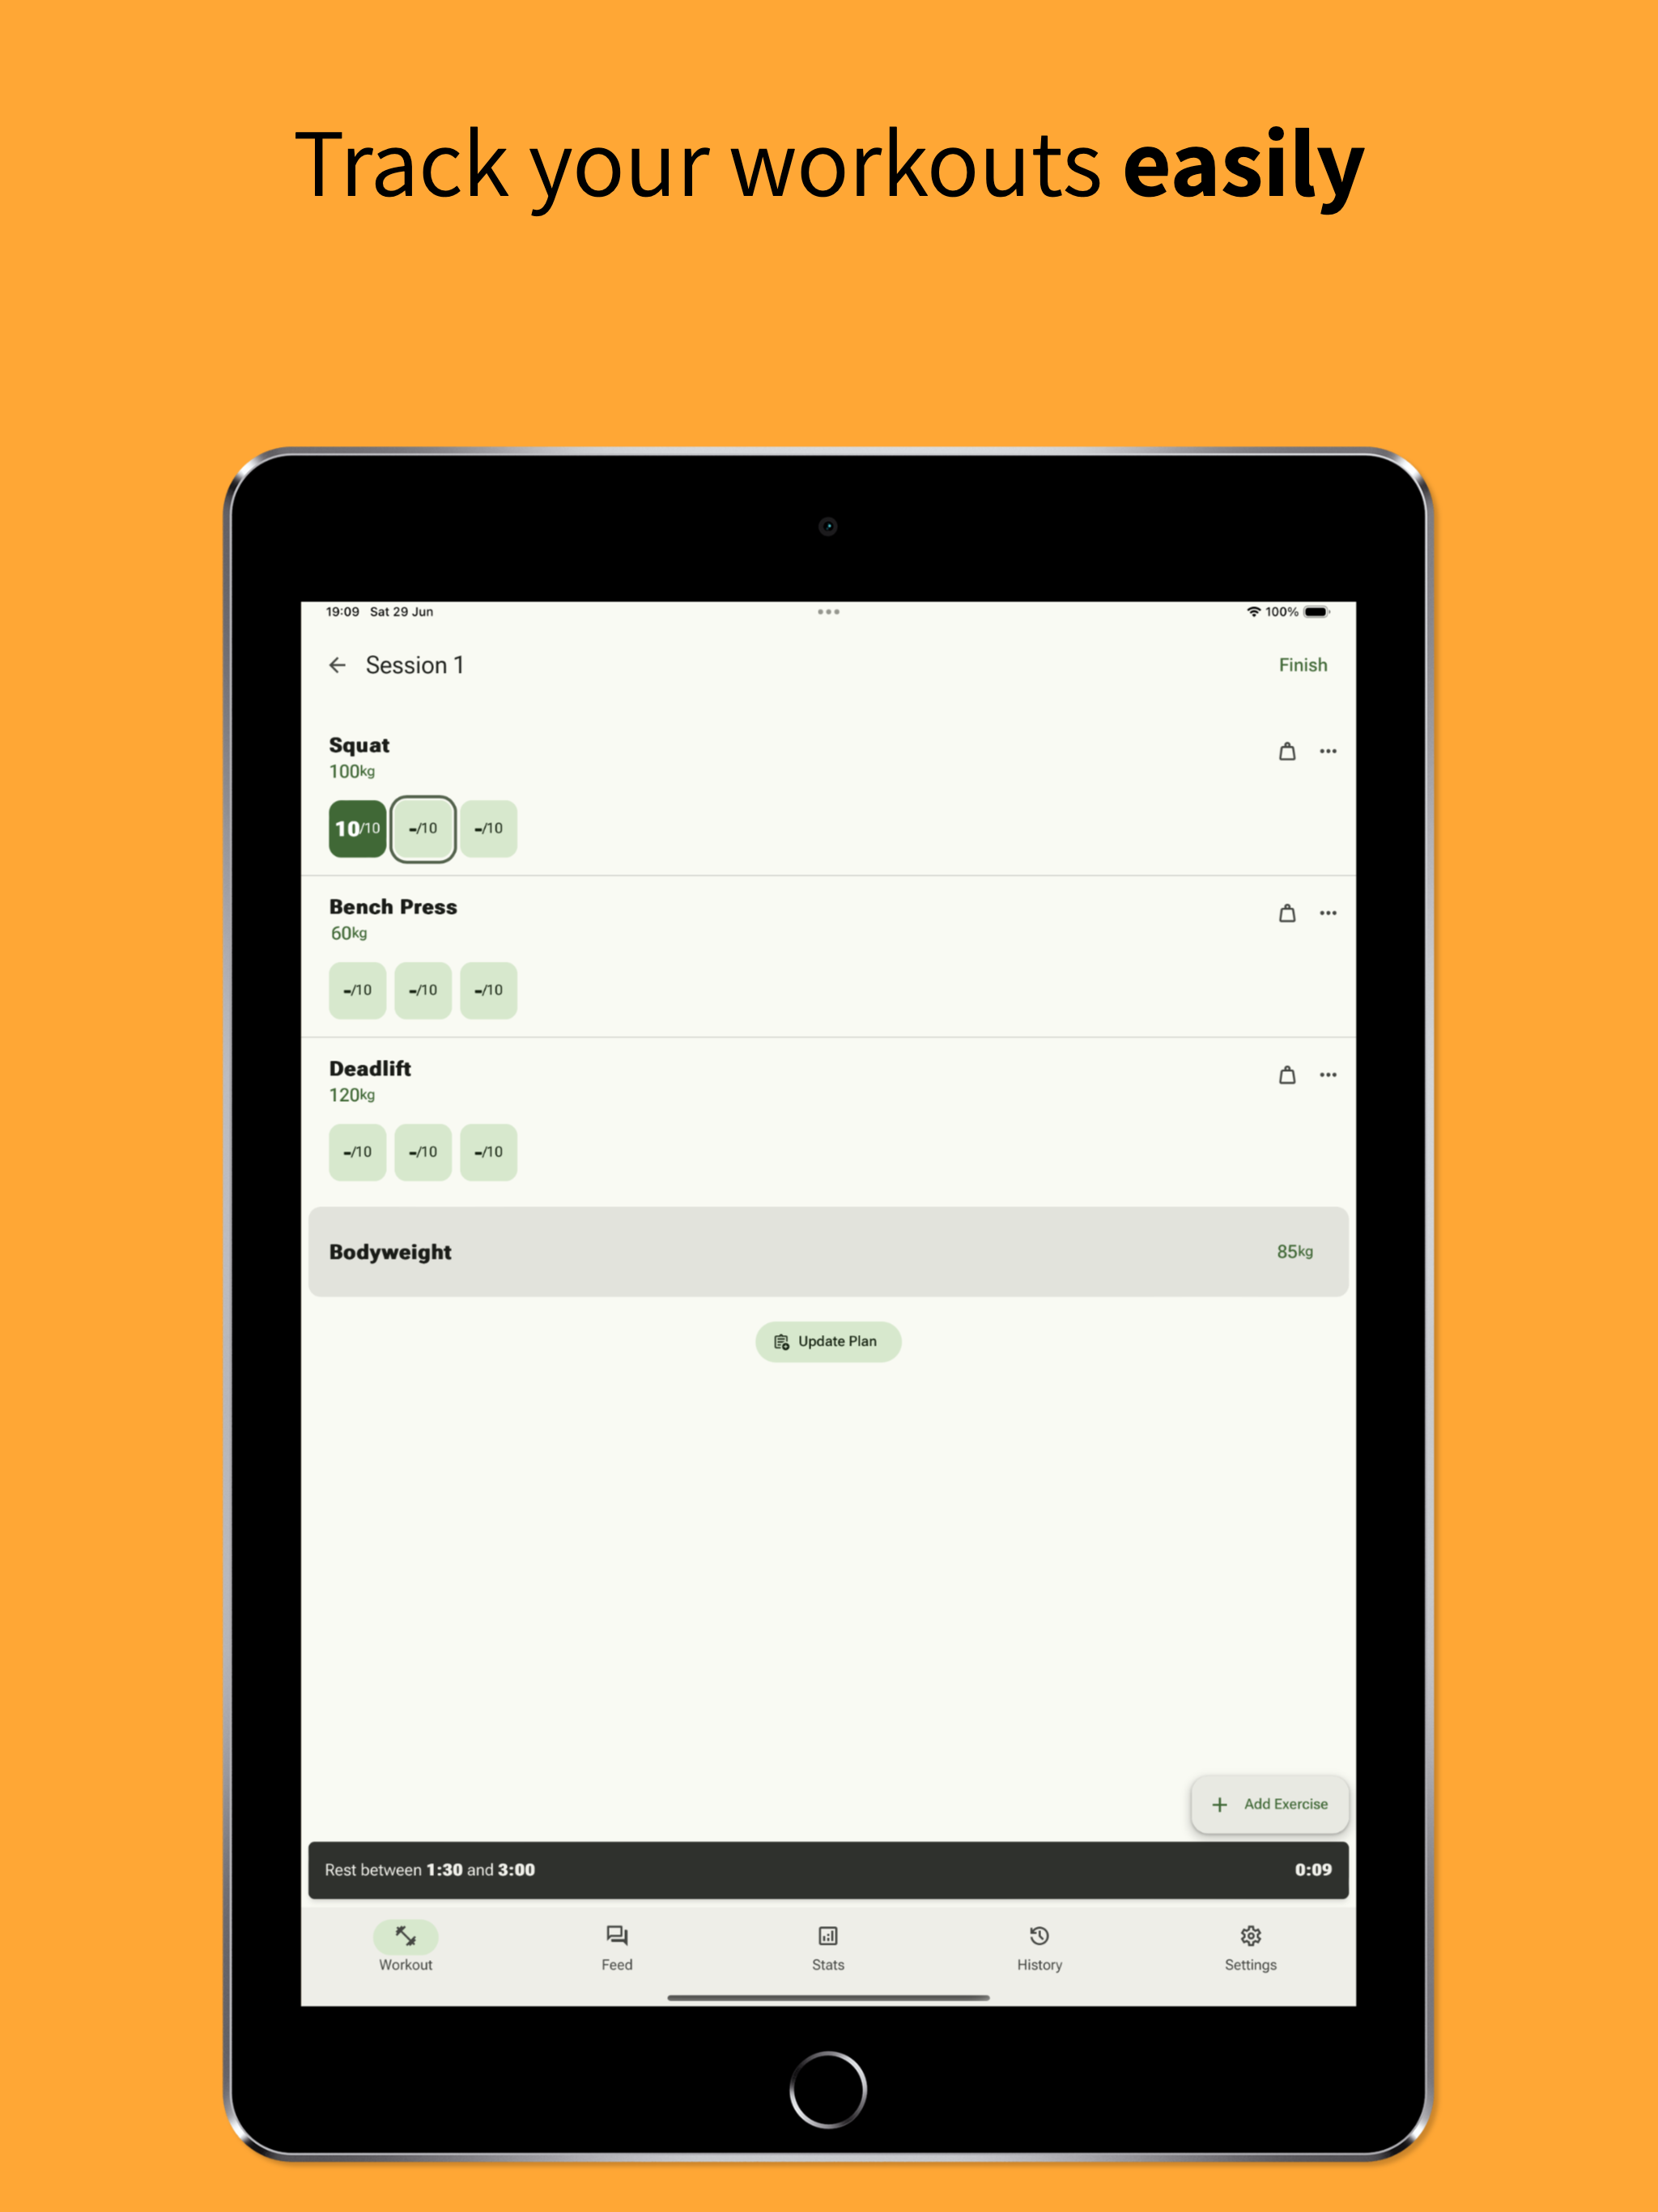 Track your workouts easily
19:09 Sat 29 Jun 100%
Session 1 Finish
Squat
100kg
10/10 -/10 -/10
Bench Press
60kg
-/10 -/10 -/10
Deadlift
120kg
-/10 -/10 -/10
Bodyweight 85kg
Update Plan
+ Add Exercise
Rest between 1:30 and 3:00 0:09
Workout Feed Stats History Settings